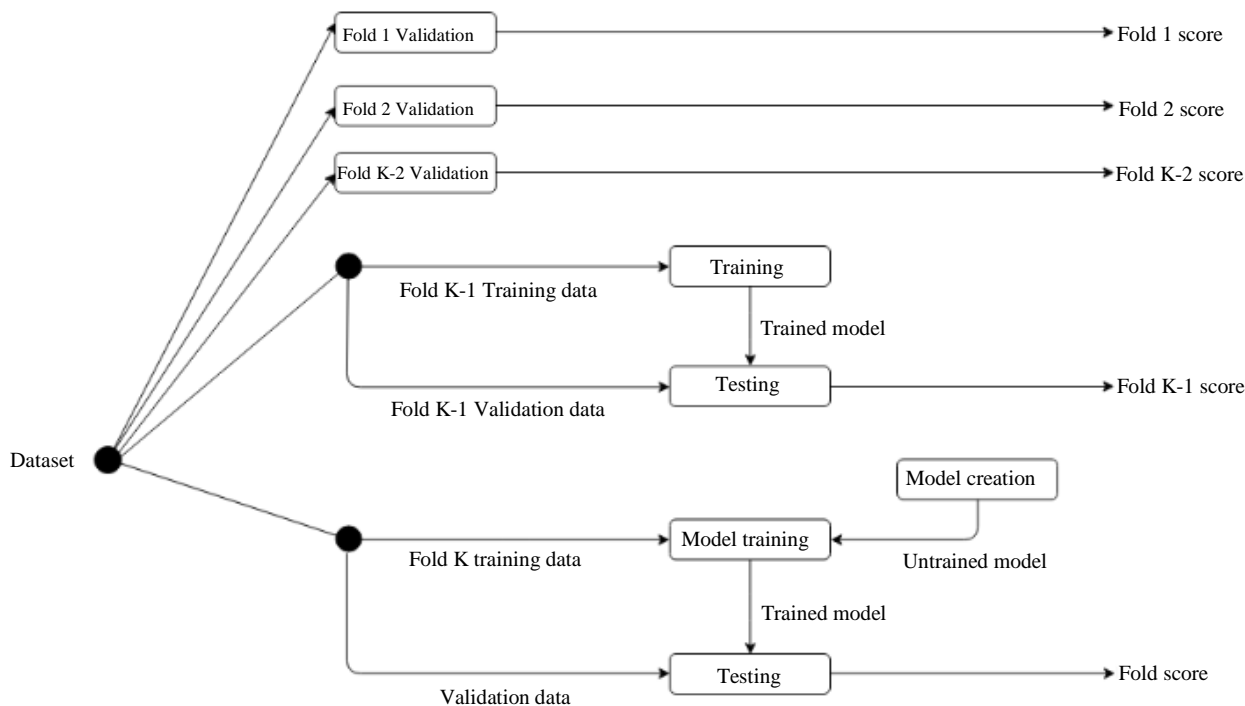 Fold 1 Validation
Fold 1 score
Fold 2 Validation
Fold 2 score
Fold K-2 Validation
Fold K-2 score
Training
Fold K-1 Training data
Trained model
Testing
Fold K-1 score
Fold K-1 Validation data
Dataset
Model creation
Model training
Fold K training data
Untrained model
Trained model
Testing
Fold score
Validation data